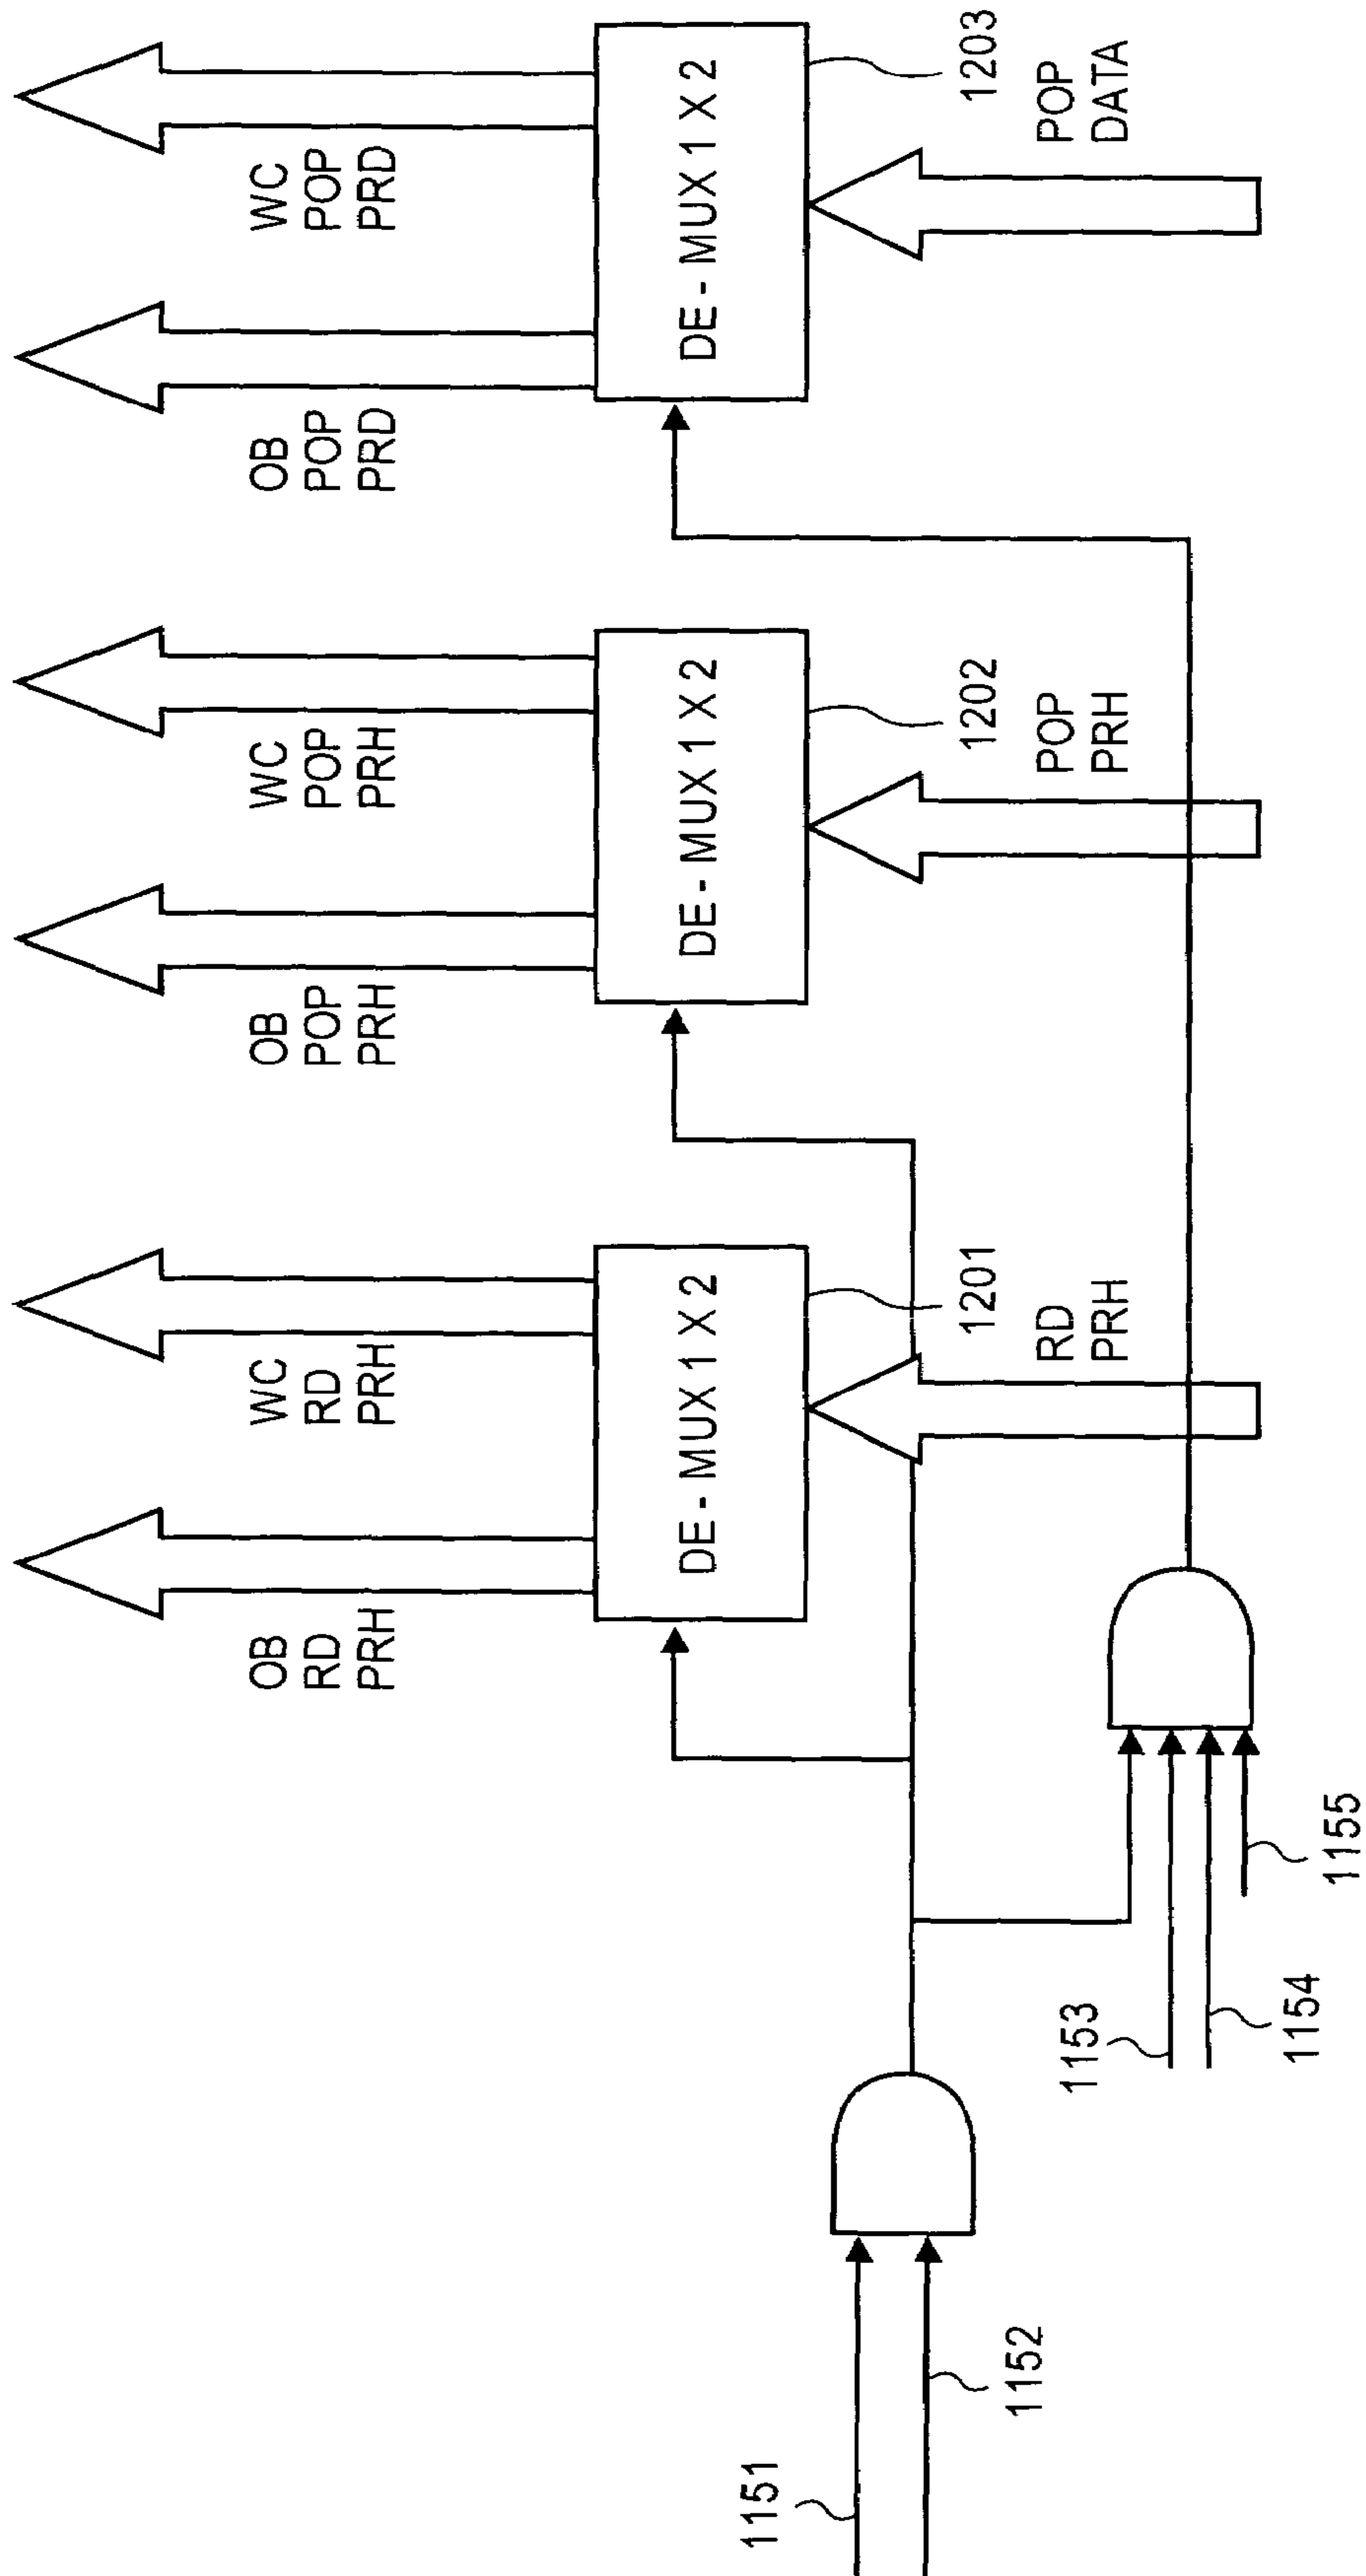 OB
RD
PRH
WC
RD
PRH
OB
POP
PRH
WC
POP
PRH
OB
POP
PRD
WC
POP
PRD
DE - MUX 1 X 2
DE - MUX 1 X 2
DE - MUX 1 X 2
1151
1201
1202
1203
1152
RD
PRH
POP
PRH
POP
DATA
1153
1154
1155